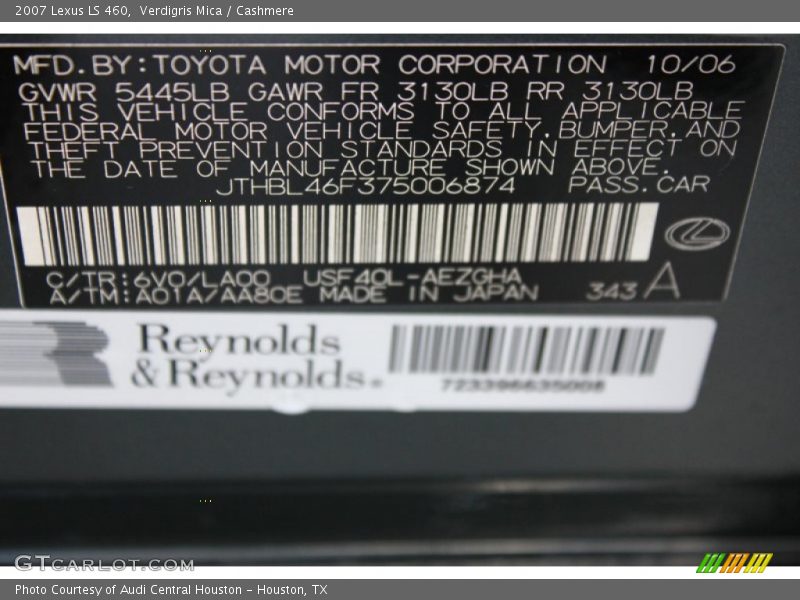 2007 Lexus LS 460,  Verdigris Mica / Cashmere
MFD.BY:TOYOTA MOTOR CORPORATION 10/06
GVWR 5445LB GAWR FR 3130LB RR 3130LB
THIS VEHICLE CONFORMS TO ALL APPLICABLE
FEDERAL MOTOR VEHICLE SAFETY,BUMPER,AND
THEFT PREVENTION STANDARDS IN EFFECT ON
THE DATE OF MANUFACTURE SHOWN ABOVE.
JTHBL46F375006874 PASS.CAR
C/TR:6V0/LA00 USF40L-AEZGHA
A/TM:A01A/AA80E MADE IN JAPAN 343 A
Reynolds
& Reynolds
723396635008
GTCARLOT.COM
Photo Courtesy of Audi Central Houston - Houston, TX